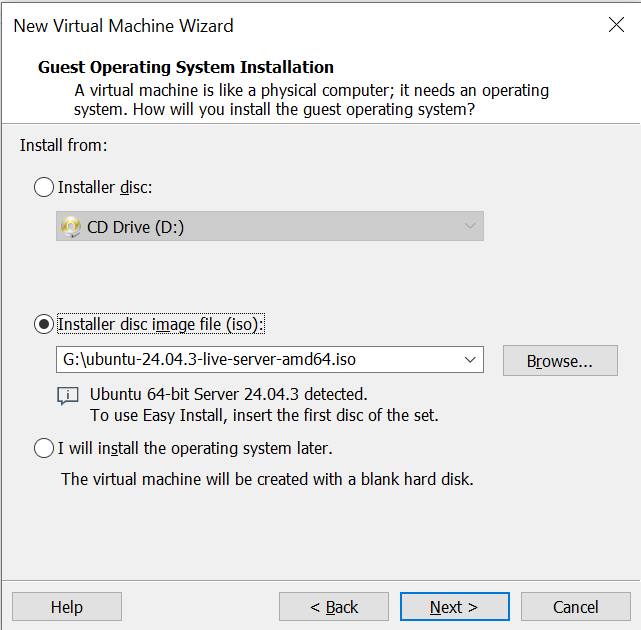 New Virtual Machine Wizard
Guest Operating System Installation
A virtual machine is like a physical computer; it needs an operating
system. How will you install the guest operating system?
Install from:
Installer disc:
CD Drive (D:)
Installer disc image file (iso):
G:\ubuntu-24.04.3-live-server-amd64.iso
Browse...
Ubuntu 64-bit Server 24.04.3 detected.
To use Easy Install, insert the first disc of the set.
I will install the operating system later.
The virtual machine will be created with a blank hard disk.
Help
< Back
Next >
Cancel